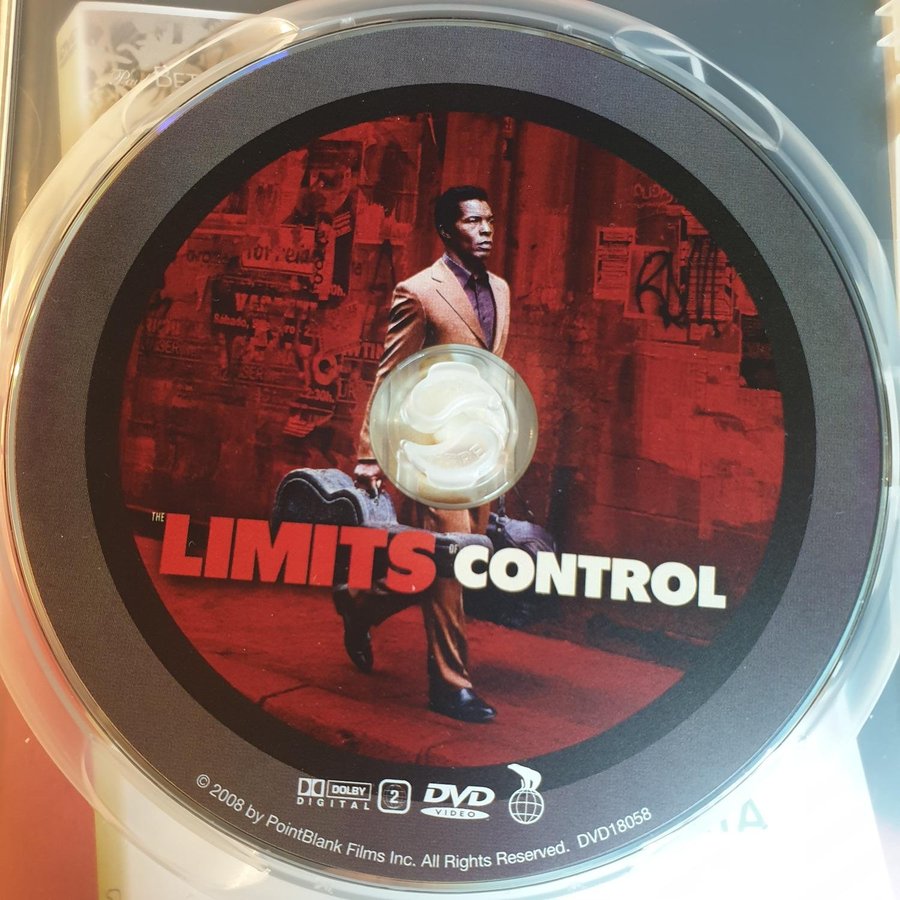 THE LIMITS OF CONTROL
DOLBY
DIGITAL
2
DVD
VIDEO
© 2008 by PointBlank Films Inc. All Rights Reserved. DVD18058